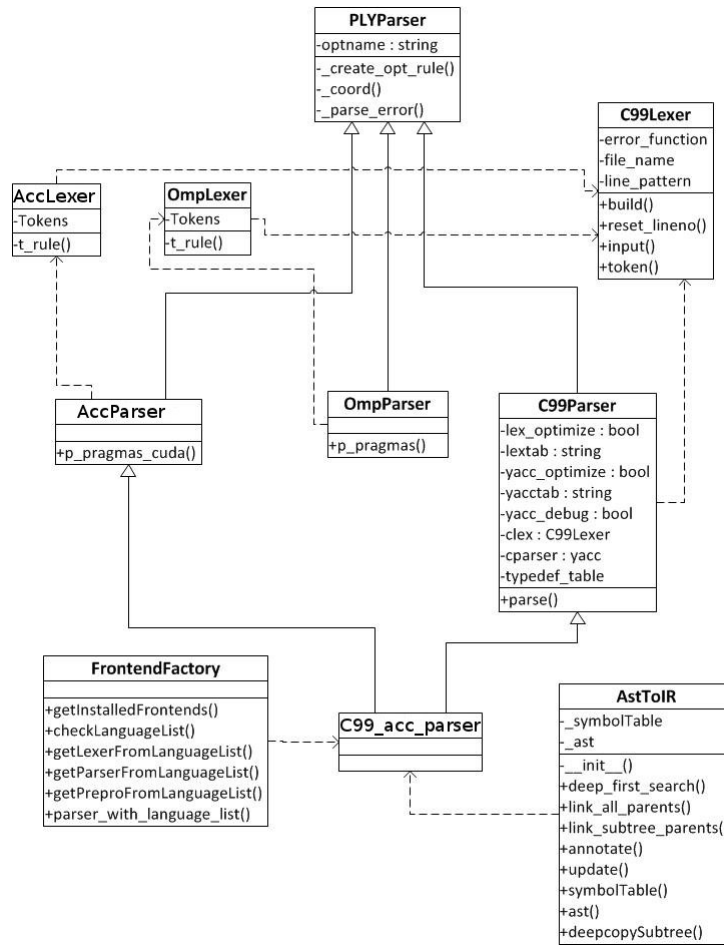 PLYParser
-optname : string
-_create_opt_rule()
-_coord()
-_parse_error()
C99Lexer
-error_function
-file_name
-line_pattern
+build()
+reset_lineno()
+input()
+token()
AccLexer
-Tokens
-t_rule()
OmpLexer
-Tokens
-t_rule()
AccParser
+p_pragmas_cuda()
OmpParser
+p_pragmas()
C99Parser
-lex_optimize : bool
-lextab : string
-yacc_optimize : bool
-yacctab : string
-yacc_debug : bool
-clex : C99Lexer
-cparser : yacc
-typedef_table
+parse()
FrontendFactory
+getInstalledFrontends()
+checkLanguageList()
+getLexerFromLanguageList()
+getParserFromLanguageList()
+getPreproFromLanguageList()
+parser_with_language_list()
C99_acc_parser
AstToIR
-_symbolTable
-_ast
-__init__()
+deep_first_search()
+link_all_parents()
+link_subtree_parents()
+annotate()
+update()
+symbolTable()
+ast()
+deepcopySubtree()